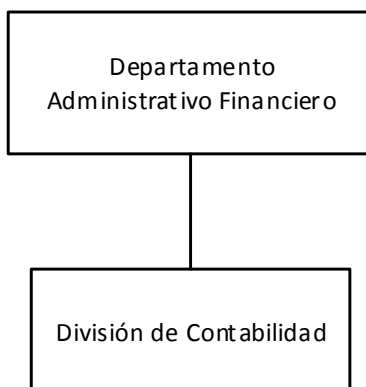 Departamento
Administrativo Financiero
División de Contabilidad